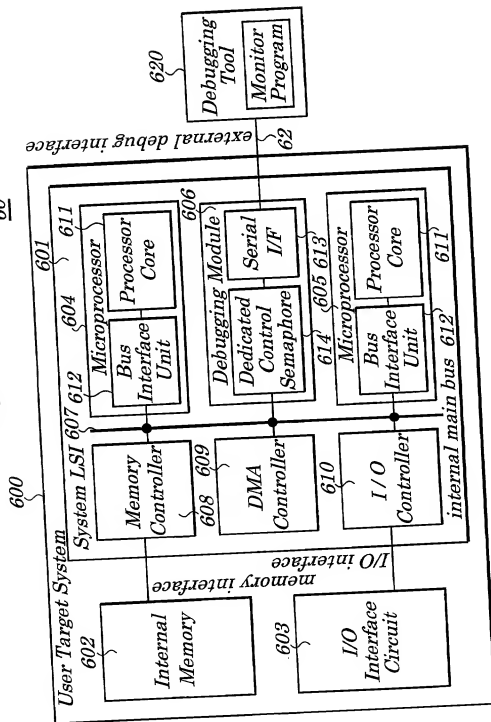 60
600
User Target System
602
Internal
Memory
603
I/O
Interface
Circuit
memory interface
I/O interface
System LSI
601
607
Memory
Controller
608
609
DMA
Controller
610
I / O
Controller
internal main bus
612
604
611
Microprocessor
Bus
Interface
Unit
Processor
Core
606
Debugging Module
Dedicated
Control
Semaphore
Serial
I/F
614
605
613
Microprocessor
Bus
Interface
Unit
Processor
Core
612
611
external debug interface
62
620
Debugging
Tool
Monitor
Program